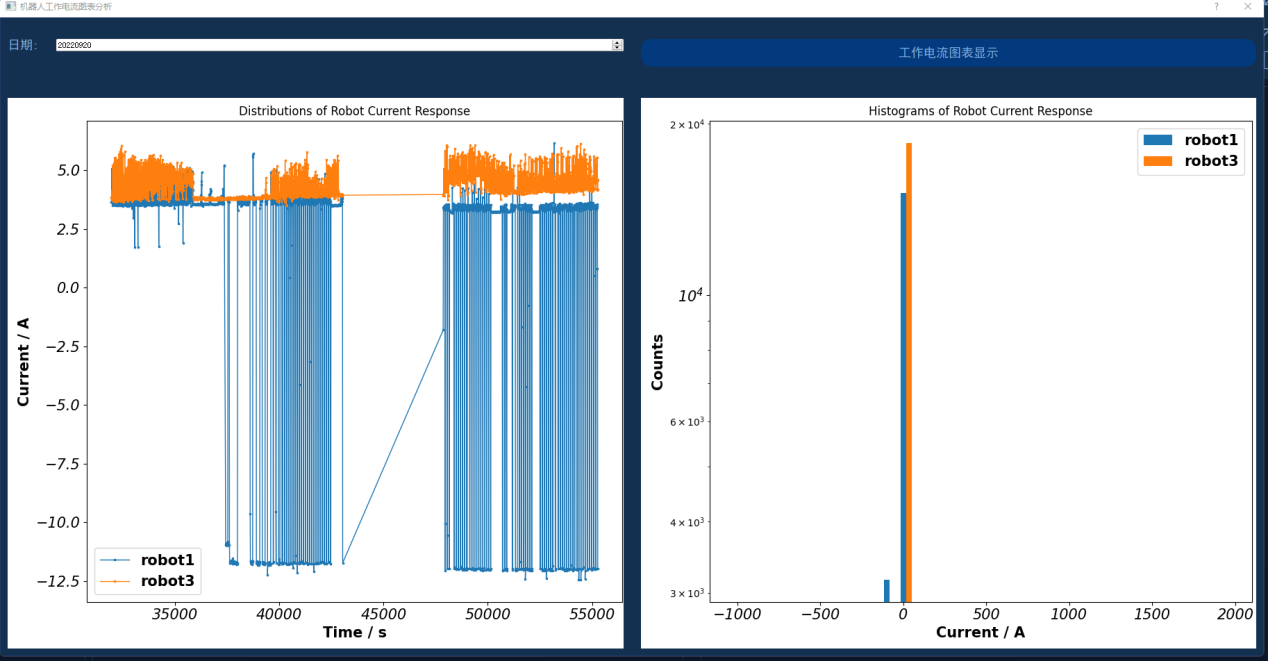 机器人工作电流图表分析
?
日期:
20220920
工作电流图表显示
Distributions of Robot Current Response
5.0
2.5
0.0
−2.5
−5.0
−7.5
−10.0
−12.5
Current / A
robot1
robot3
35000 40000 45000 50000 55000
Time / s
Histograms of Robot Current Response
2 × 10⁴
10⁴
6 × 10³
4 × 10³
3 × 10³
Counts
robot1
robot3
−1000 −500 0 500 1000 1500 2000
Current / A